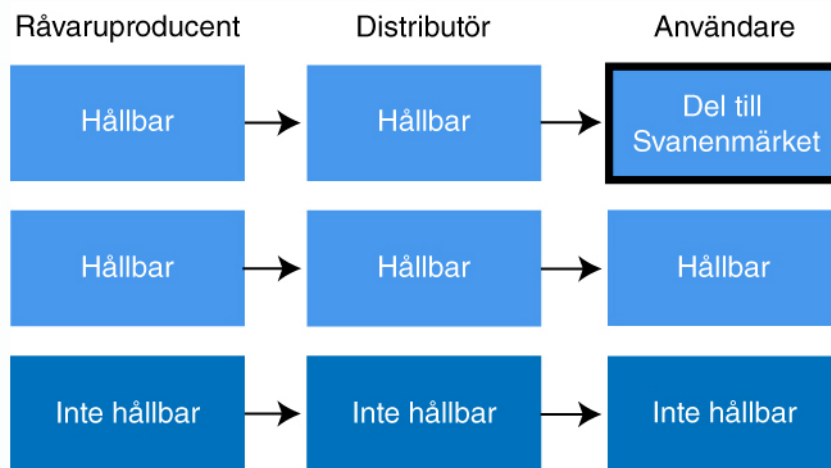 Råvaruproducent
Distributör
Användare
Hållbar
Hållbar
Del till
Svanenmärket
Hållbar
Hållbar
Hållbar
Inte hållbar
Inte hållbar
Inte hållbar